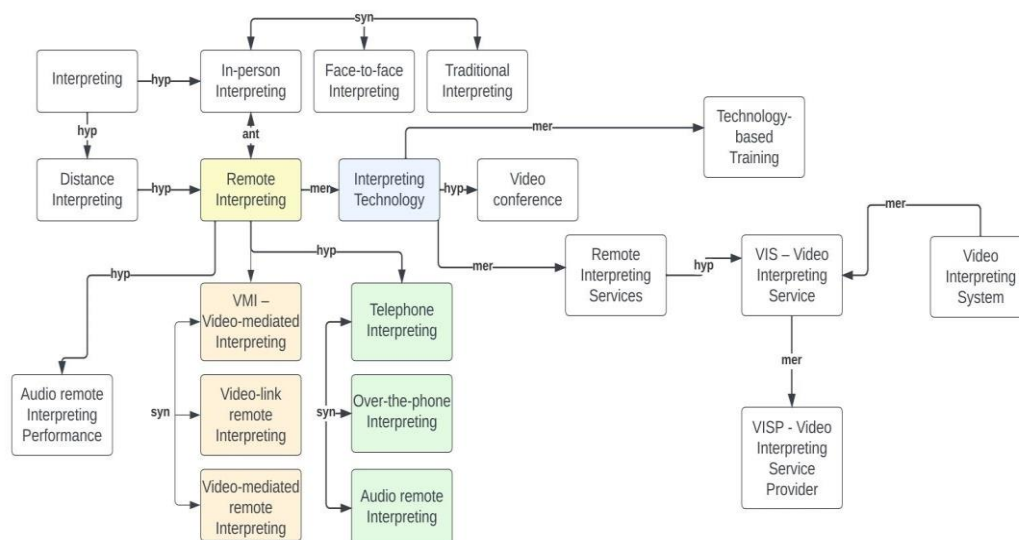 syn
Interpreting
hyp
In-person
Interpreting
Face-to-face
Interpreting
Traditional
Interpreting
hyp
ant
mer
Technology-
based
Training
Distance
Interpreting
hyp
Remote
Interpreting
mer
Interpreting
Technology
hyp
Video
conference
mer
hyp
hyp
mer
Remote
Interpreting
Services
hyp
VIS – Video
Interpreting
Service
Video
Interpreting
System
VMI –
Video-mediated
Interpreting
Telephone
Interpreting
mer
Audio remote
Interpreting
Performance
syn
Video-link
remote
Interpreting
syn
Over-the-phone
Interpreting
VISP - Video
Interpreting
Service
Provider
Video-mediated
remote
Interpreting
Audio remote
Interpreting